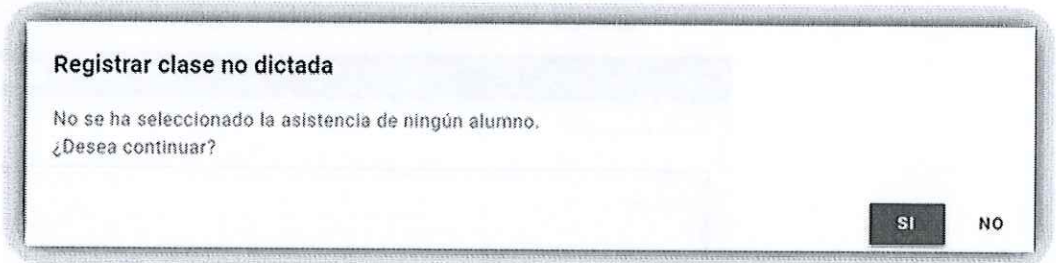 Registrar clase no dictada
No se ha seleccionado la asistencia de ningún alumno.
¿Desea continuar?
SI
NO